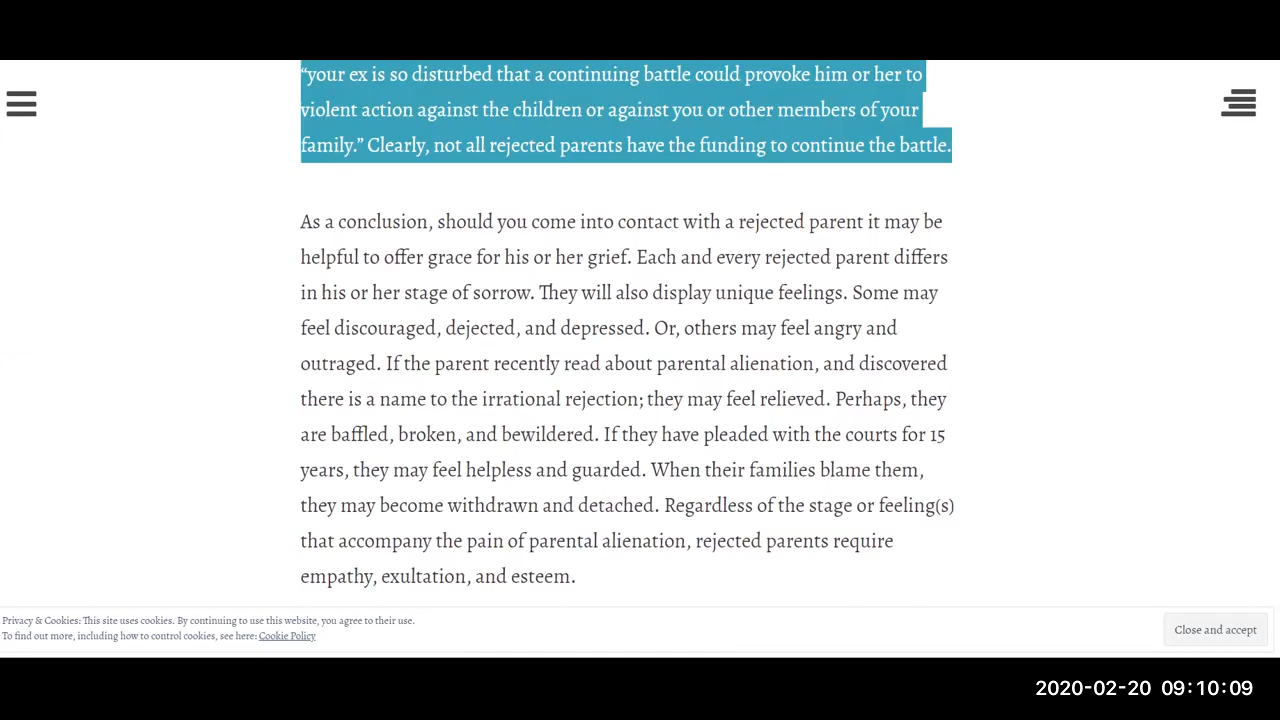 “your ex is so disturbed that a continuing battle could provoke him or her to
violent action against the children or against you or other members of your
family.” Clearly, not all rejected parents have the funding to continue the battle.
As a conclusion, should you come into contact with a rejected parent it may be
helpful to offer grace for his or her grief. Each and every rejected parent differs
in his or her stage of sorrow. They will also display unique feelings. Some may
feel discouraged, dejected, and depressed. Or, others may feel angry and
outraged. If the parent recently read about parental alienation, and discovered
there is a name to the irrational rejection; they may feel relieved. Perhaps, they
are baffled, broken, and bewildered. If they have pleaded with the courts for 15
years, they may feel helpless and guarded. When their families blame them,
they may become withdrawn and detached. Regardless of the stage or feeling(s)
that accompany the pain of parental alienation, rejected parents require
empathy, exultation, and esteem.
Privacy & Cookies: This site uses cookies. By continuing to use this website, you agree to their use.
To find out more, including how to control cookies, see here: Cookie Policy
Close and accept
2020-02-20 09:10:09